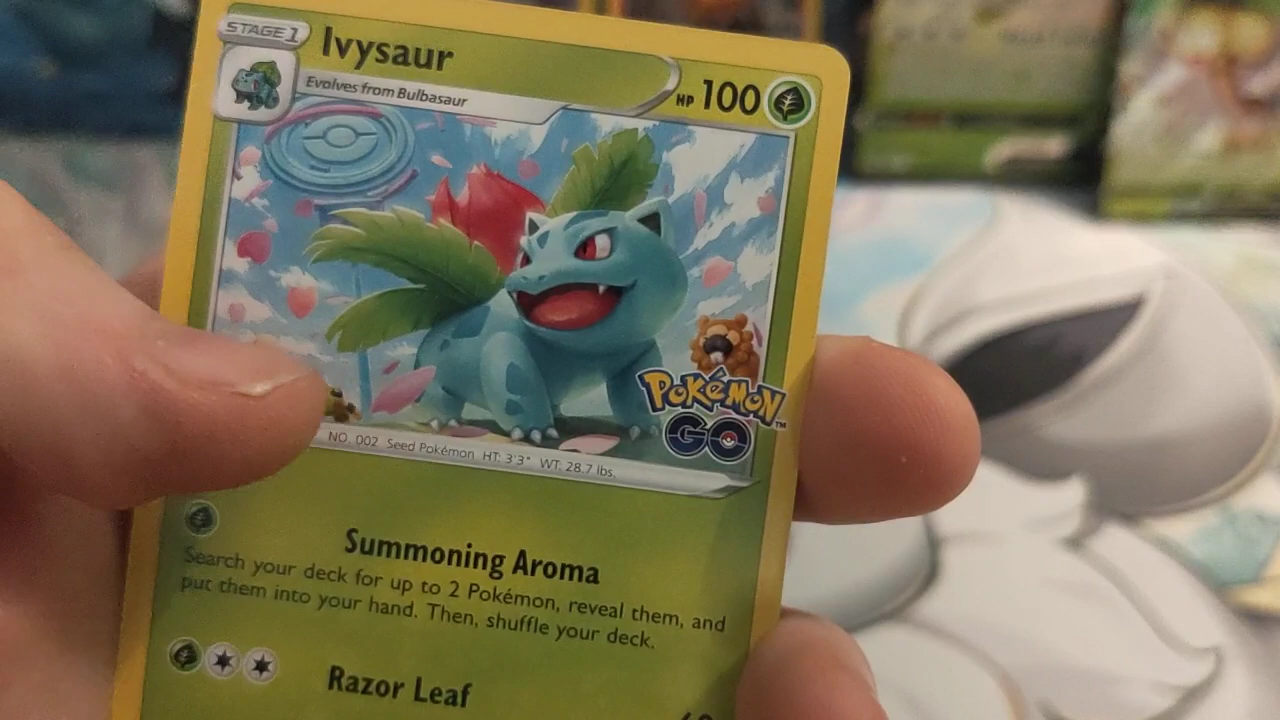 STAGE 1
Ivysaur
Evolves from Bulbasaur
HP 100
POKÉMON™
GO
NO. 002 Seed Pokémon HT: 3'3" WT: 28.7 lbs.
Summoning Aroma
Search your deck for up to 2 Pokémon, reveal them, and
put them into your hand. Then, shuffle your deck.
Razor Leaf